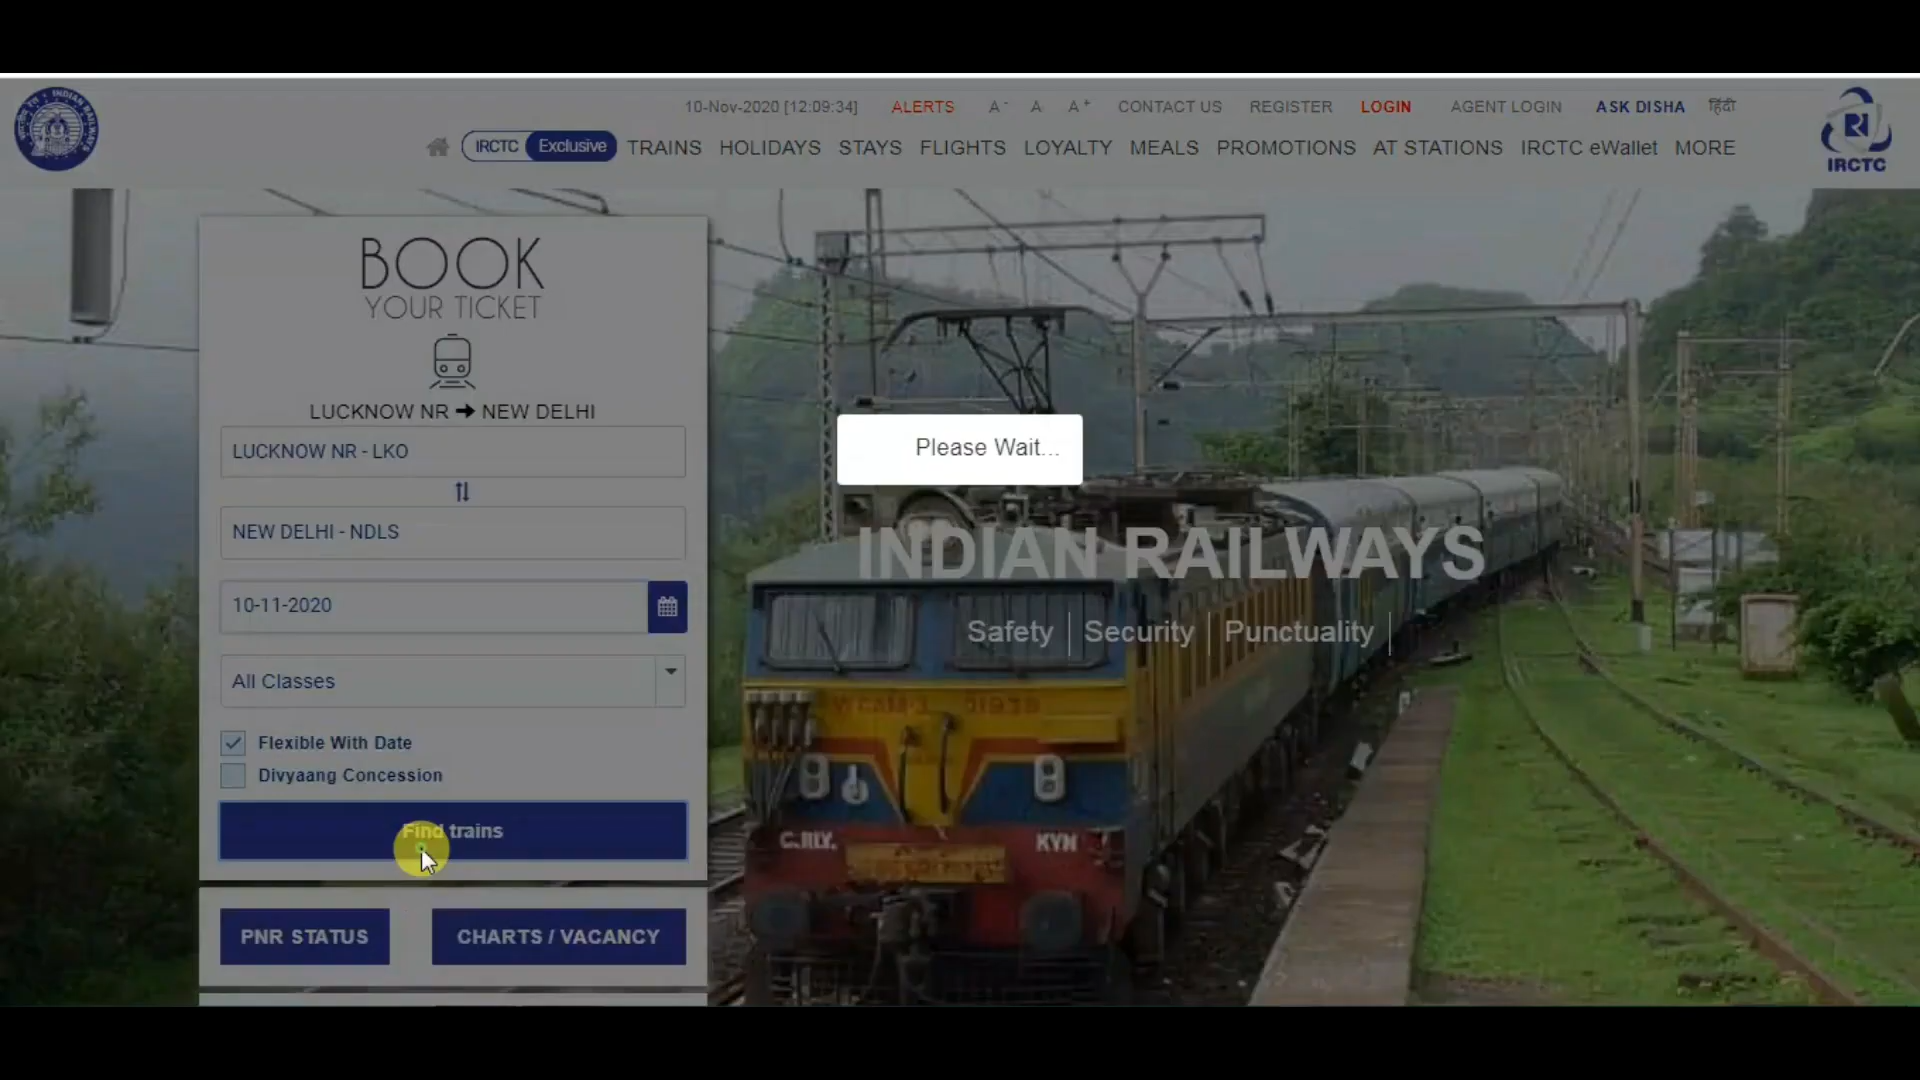 INDIAN RAILWAYS
10-Nov-2020 [12:09:34] ALERTS A- A A+ CONTACT US REGISTER LOGIN AGENT LOGIN ASK DISHA हिंदी
IRCTC Exclusive TRAINS HOLIDAYS STAYS FLIGHTS LOYALTY MEALS PROMOTIONS AT STATIONS IRCTC eWallet MORE
IRCTC
BOOK
YOUR TICKET
LUCKNOW NR ➔ NEW DELHI
LUCKNOW NR - LKO
NEW DELHI - NDLS
10-11-2020
All Classes
Flexible With Date
Divyaang Concession
Find trains
PNR STATUS CHARTS / VACANCY
Please Wait...
INDIAN RAILWAYS
Safety Security Punctuality
C.RLY. KYN